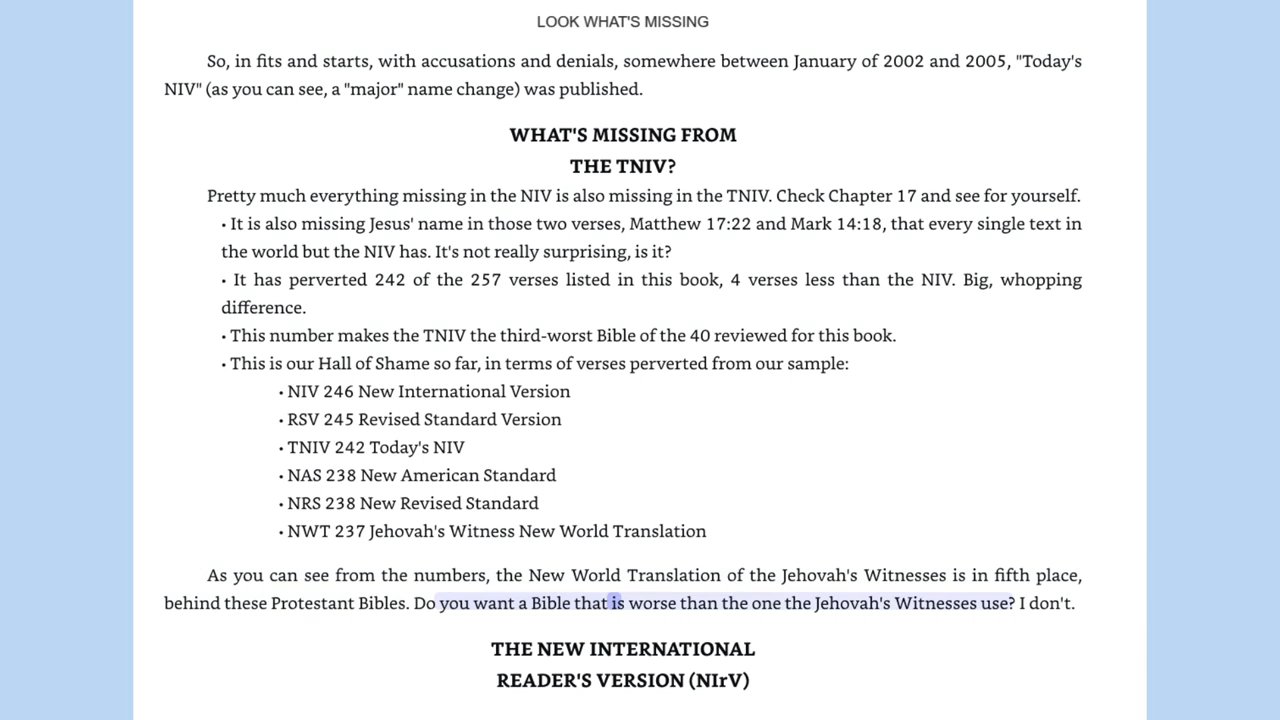 LOOK WHAT'S MISSING
So, in fits and starts, with accusations and denials, somewhere between January of 2002 and 2005, "Today's
NIV" (as you can see, a "major" name change) was published.
WHAT'S MISSING FROM
THE TNIV?
Pretty much everything missing in the NIV is also missing in the TNIV. Check Chapter 17 and see for yourself.
• It is also missing Jesus' name in those two verses, Matthew 17:22 and Mark 14:18, that every single text in
the world but the NIV has. It's not really surprising, is it?
• It has perverted 242 of the 257 verses listed in this book, 4 verses less than the NIV. Big, whopping
difference.
• This number makes the TNIV the third-worst Bible of the 40 reviewed for this book.
• This is our Hall of Shame so far, in terms of verses perverted from our sample:
• NIV 246 New International Version
• RSV 245 Revised Standard Version
• TNIV 242 Today's NIV
• NAS 238 New American Standard
• NRS 238 New Revised Standard
• NWT 237 Jehovah's Witness New World Translation
As you can see from the numbers, the New World Translation of the Jehovah's Witnesses is in fifth place,
behind these Protestant Bibles. Do you want a Bible that is worse than the one the Jehovah's Witnesses use? I don't.
THE NEW INTERNATIONAL
READER'S VERSION (NIrV)